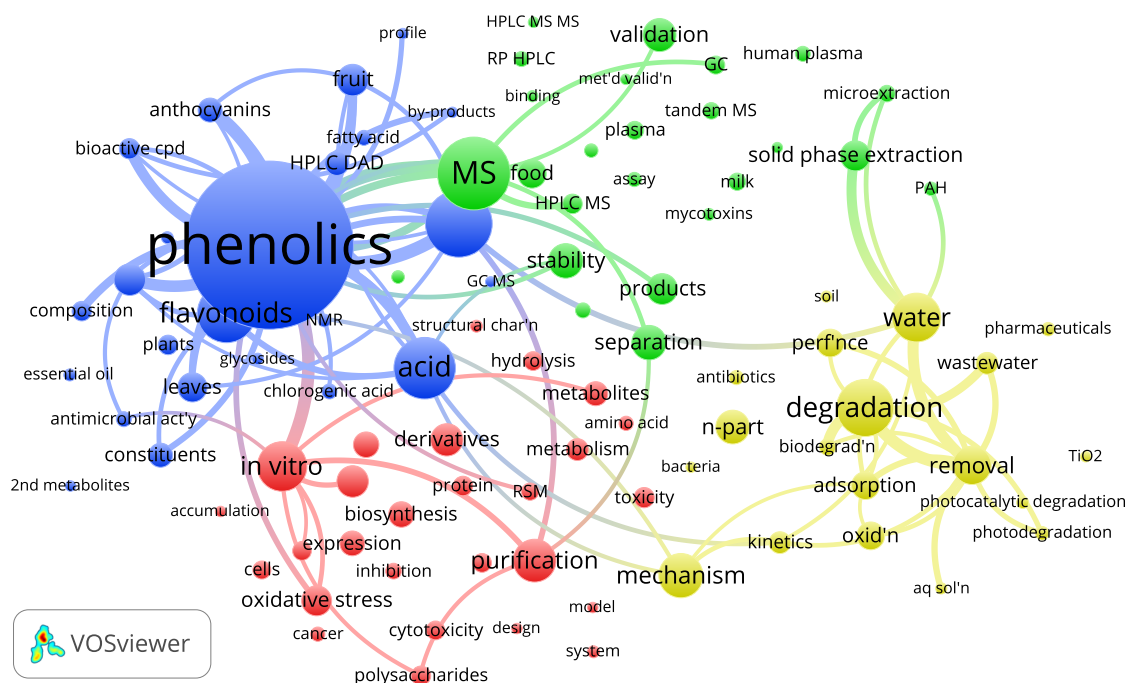 HPLC MS MS
profile
validation
RP HPLC
human plasma
GC
fruit
met'd valid'n
microextraction
binding
anthocyanins
by-products
tandem MS
plasma
fatty acid
bioactive cpd
HPLC DAD
solid phase extraction
MS
food
assay
milk
PAH
HPLC MS
mycotoxins
phenolics
stability
GC MS
products
soil
composition
flavonoids
NMR
structural char'n
water
pharmaceuticals
plants
separation
perf'nce
glycosides
hydrolysis
wastewater
essential oil
acid
antibiotics
leaves
chlorogenic acid
metabolites
degradation
antimicrobial act'y
amino acid
n-part
derivatives
metabolism
biodegrad'n
constituents
TiO2
in vitro
bacteria
removal
2nd metabolites
protein
RSM
toxicity
adsorption
photocatalytic degradation
accumulation
biosynthesis
photodegradation
expression
kinetics
oxid'n
purification
cells
inhibition
mechanism
aq sol'n
oxidative stress
model
cancer
cytotoxicity
design
VOSviewer
system
polysaccharides